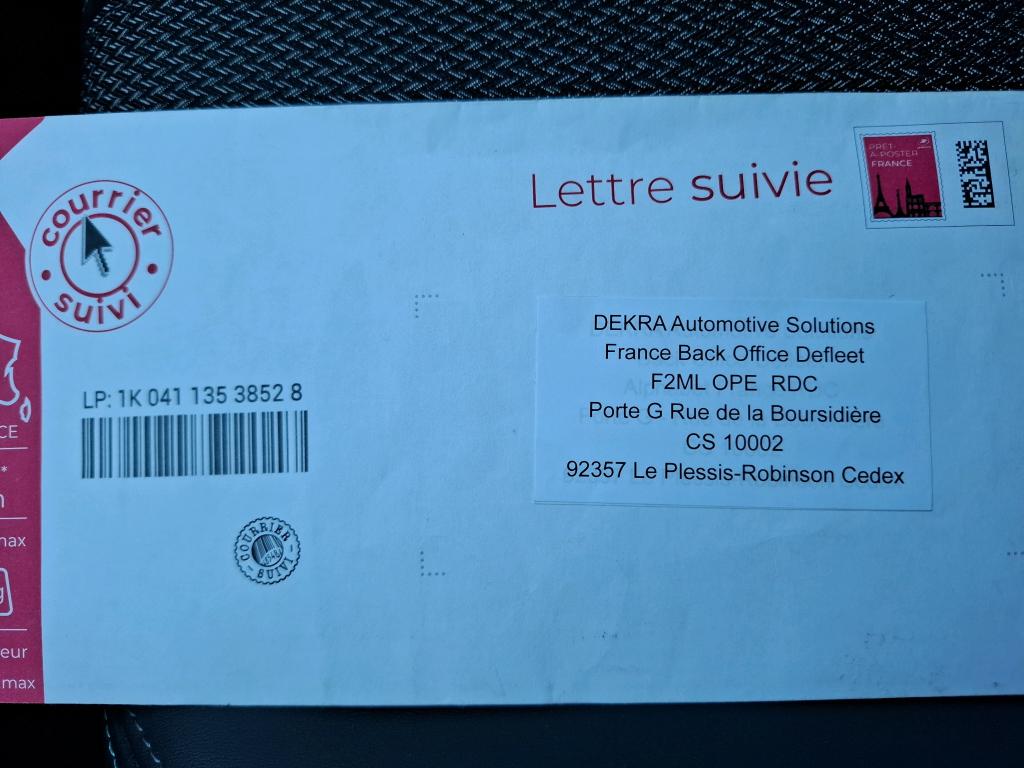 Lettre suivie
PRÊT-
À-POSTER
FRANCE
courrier
suivi
DEKRA Automotive Solutions
France Back Office Defleet
F2ML OPE RDC
Porte G Rue de la Boursidière
CS 10002
92357 Le Plessis-Robinson Cedex
LP: 1K 041 135 3852 8
COURRIER
SUIVI
CE
*
max
eur
max